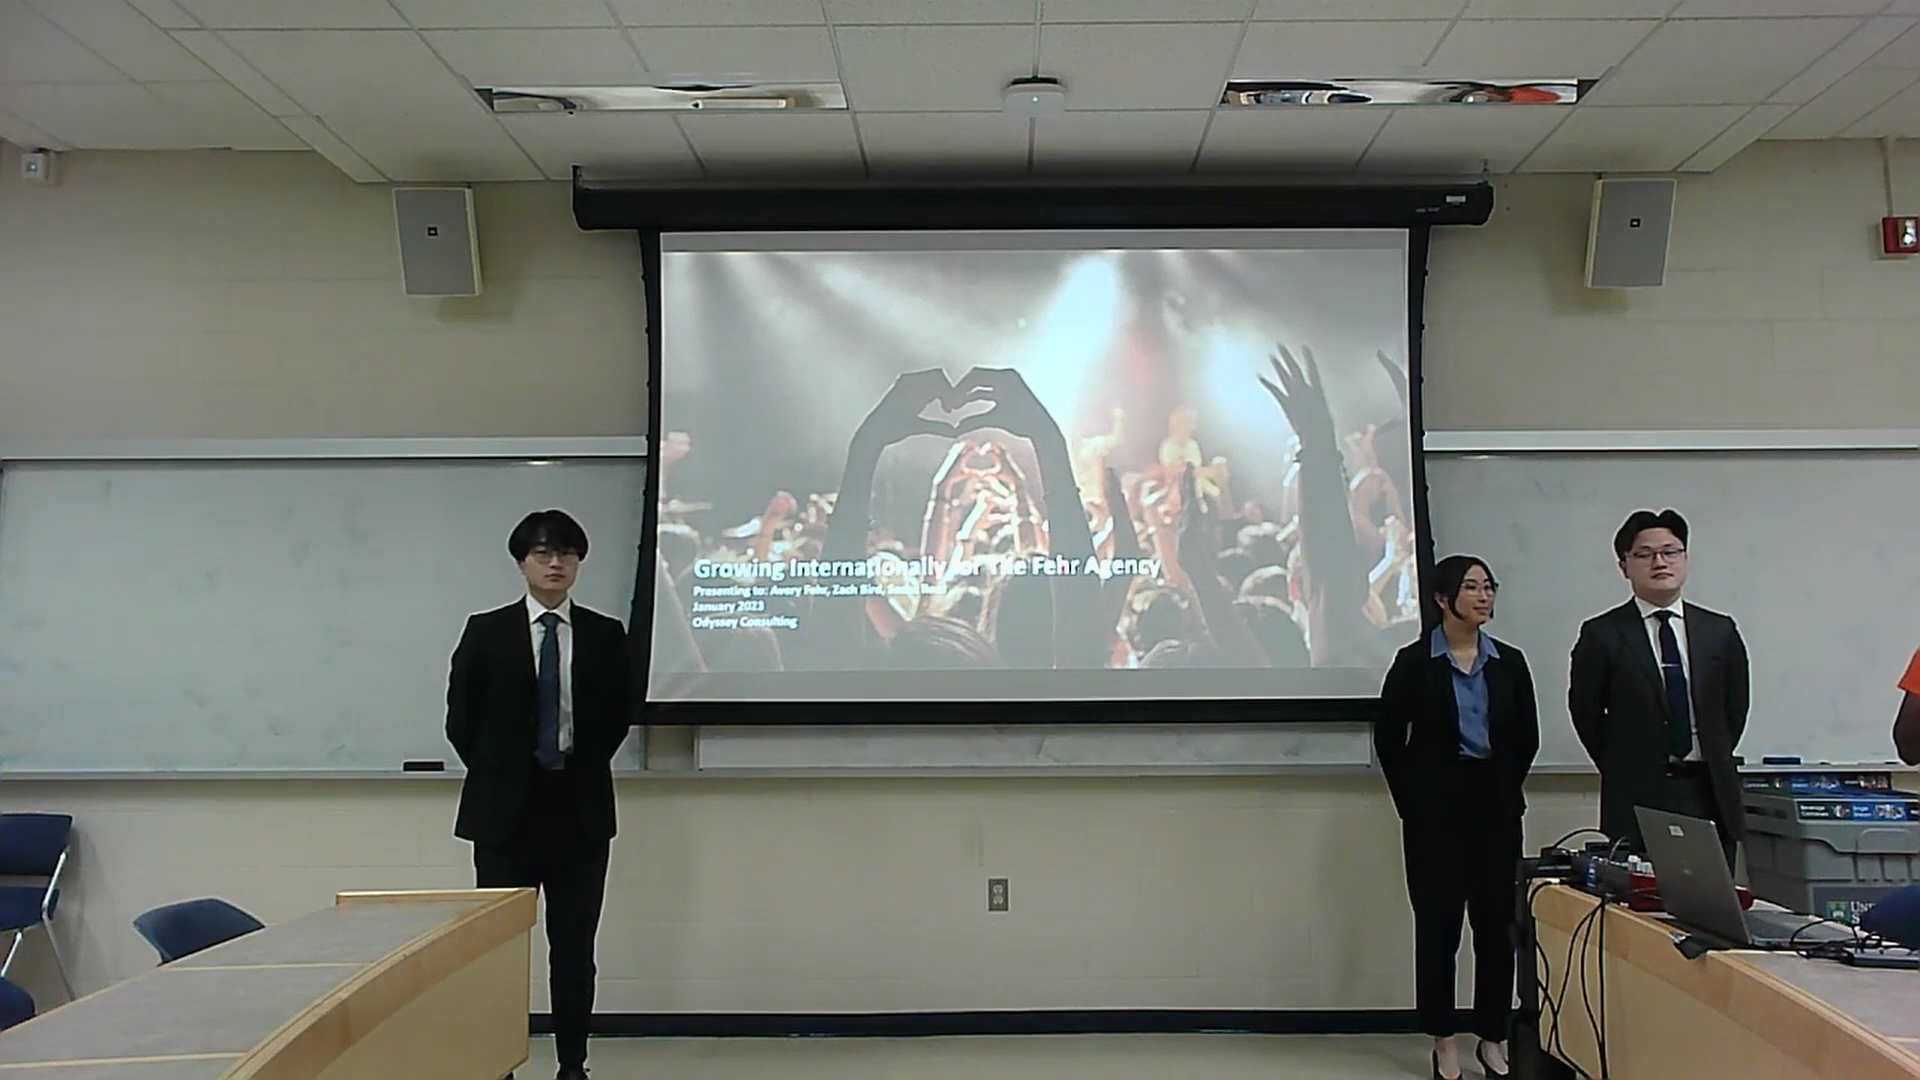 Growing Internationally for The Fehr Agency
Presenting to: Avery Fehr, Zach Bird,
January 2023
Odyssey Consulting